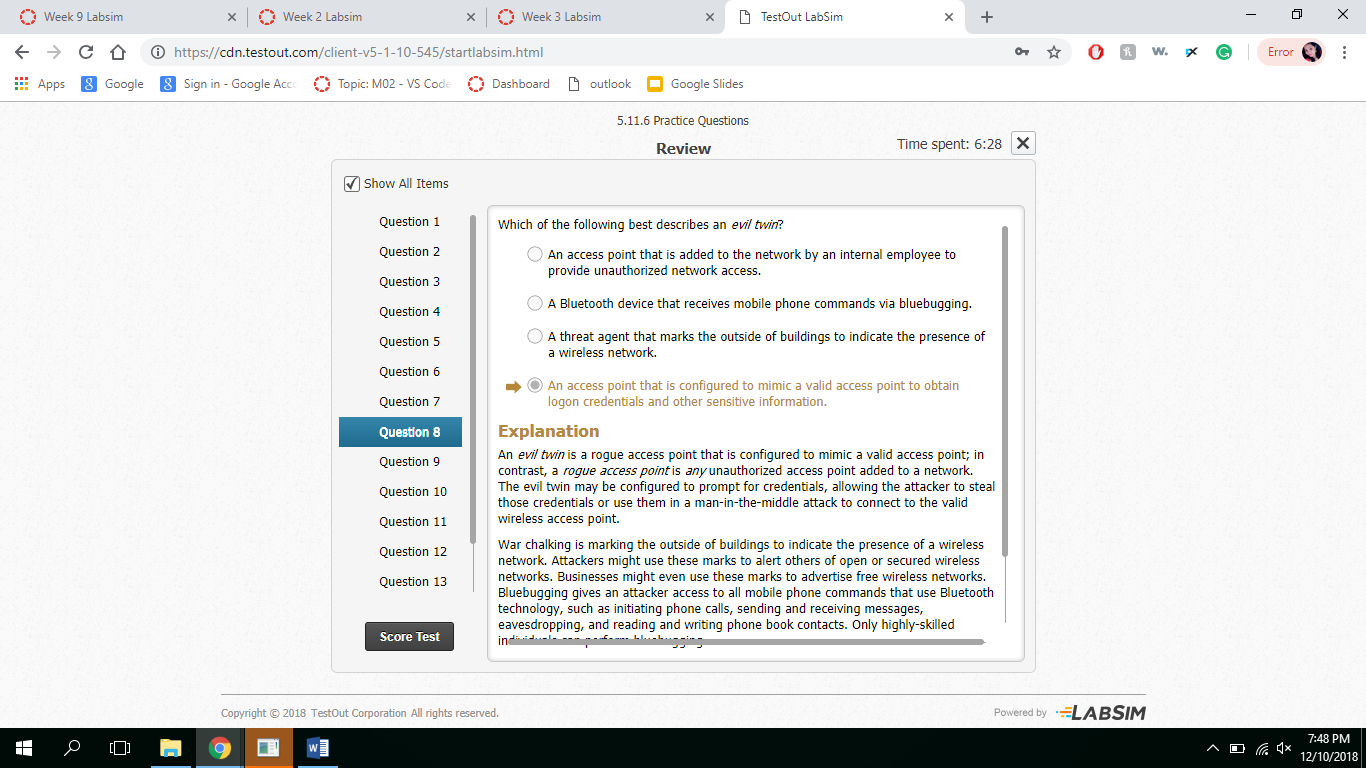 Week 9 Labsim
Week 2 Labsim
Week 3 Labsim
TestOut LabSim
https://cdn.testout.com/client-v5-1-10-545/startlabsim.html
Error
Apps
Google
Sign in - Google Acco
Topic: M02 - VS Code
Dashboard
outlook
Google Slides
5.11.6 Practice Questions
Review
Time spent: 6:28
Show All Items
Question 1
Question 2
Question 3
Question 4
Question 5
Question 6
Question 7
Question 8
Question 9
Question 10
Question 11
Question 12
Question 13
Score Test
Which of the following best describes an evil twin?
An access point that is added to the network by an internal employee to
provide unauthorized network access.
A Bluetooth device that receives mobile phone commands via bluebugging.
A threat agent that marks the outside of buildings to indicate the presence of
a wireless network.
An access point that is configured to mimic a valid access point to obtain
logon credentials and other sensitive information.
Explanation
An evil twin is a rogue access point that is configured to mimic a valid access point; in
contrast, a rogue access point is any unauthorized access point added to a network.
The evil twin may be configured to prompt for credentials, allowing the attacker to steal
those credentials or use them in a man-in-the-middle attack to connect to the valid
wireless access point.
War chalking is marking the outside of buildings to indicate the presence of a wireless
network. Attackers might use these marks to alert others of open or secured wireless
networks. Businesses might even use these marks to advertise free wireless networks.
Bluebugging gives an attacker access to all mobile phone commands that use Bluetooth
technology, such as initiating phone calls, sending and receiving messages,
eavesdropping, and reading and writing phone book contacts. Only highly-skilled
individuals can perform bluebugging.
Copyright © 2018 TestOut Corporation All rights reserved.
Powered by LABSIM
7:48 PM
12/10/2018